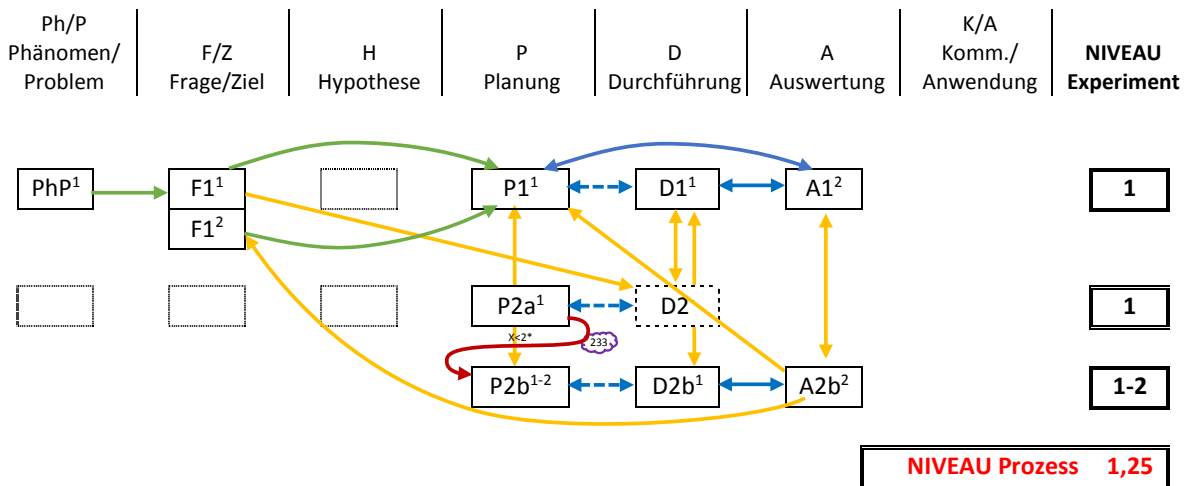 Ph/P
Phänomen/
Problem
F/Z
Frage/Ziel
H
Hypothese
P
Planung
D
Durchführung
A
Auswertung
K/A
Komm./
Anwendung
NIVEAU
Experiment
PhP¹
F1¹
P1¹
D1¹
A1²
1
F1²
P2a¹
D2
1
X<2*
233
P2b¹⁻²
D2b¹
A2b²
1-2
NIVEAU Prozess 1,25